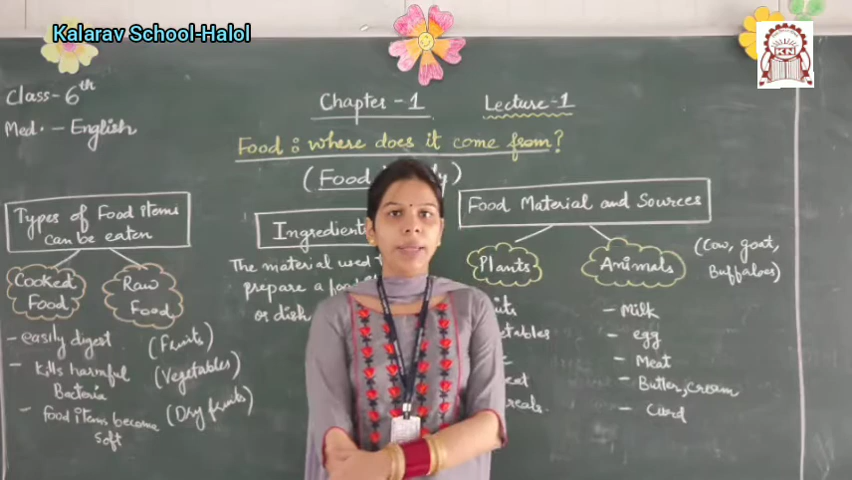 Kalarav School-Halol
KN
Class-6th
Med. - English
Chapter - 1
Lecture-1
Food : where does it come from?
(Food
Types of Food items
can be eaten
Cooked
Food
Raw
Food
- easily digest
- kills harmful
Bacteria
- food items become
soft
(Fruits)
(Vegetables)
(Dry fruits)
The material used
prepare a
or dish
Food Material and Sources
Plants
Animals
(Cow, goat,
Buffaloes)
- Milk
- egg
- Meat
- Butter, cream
- Curd